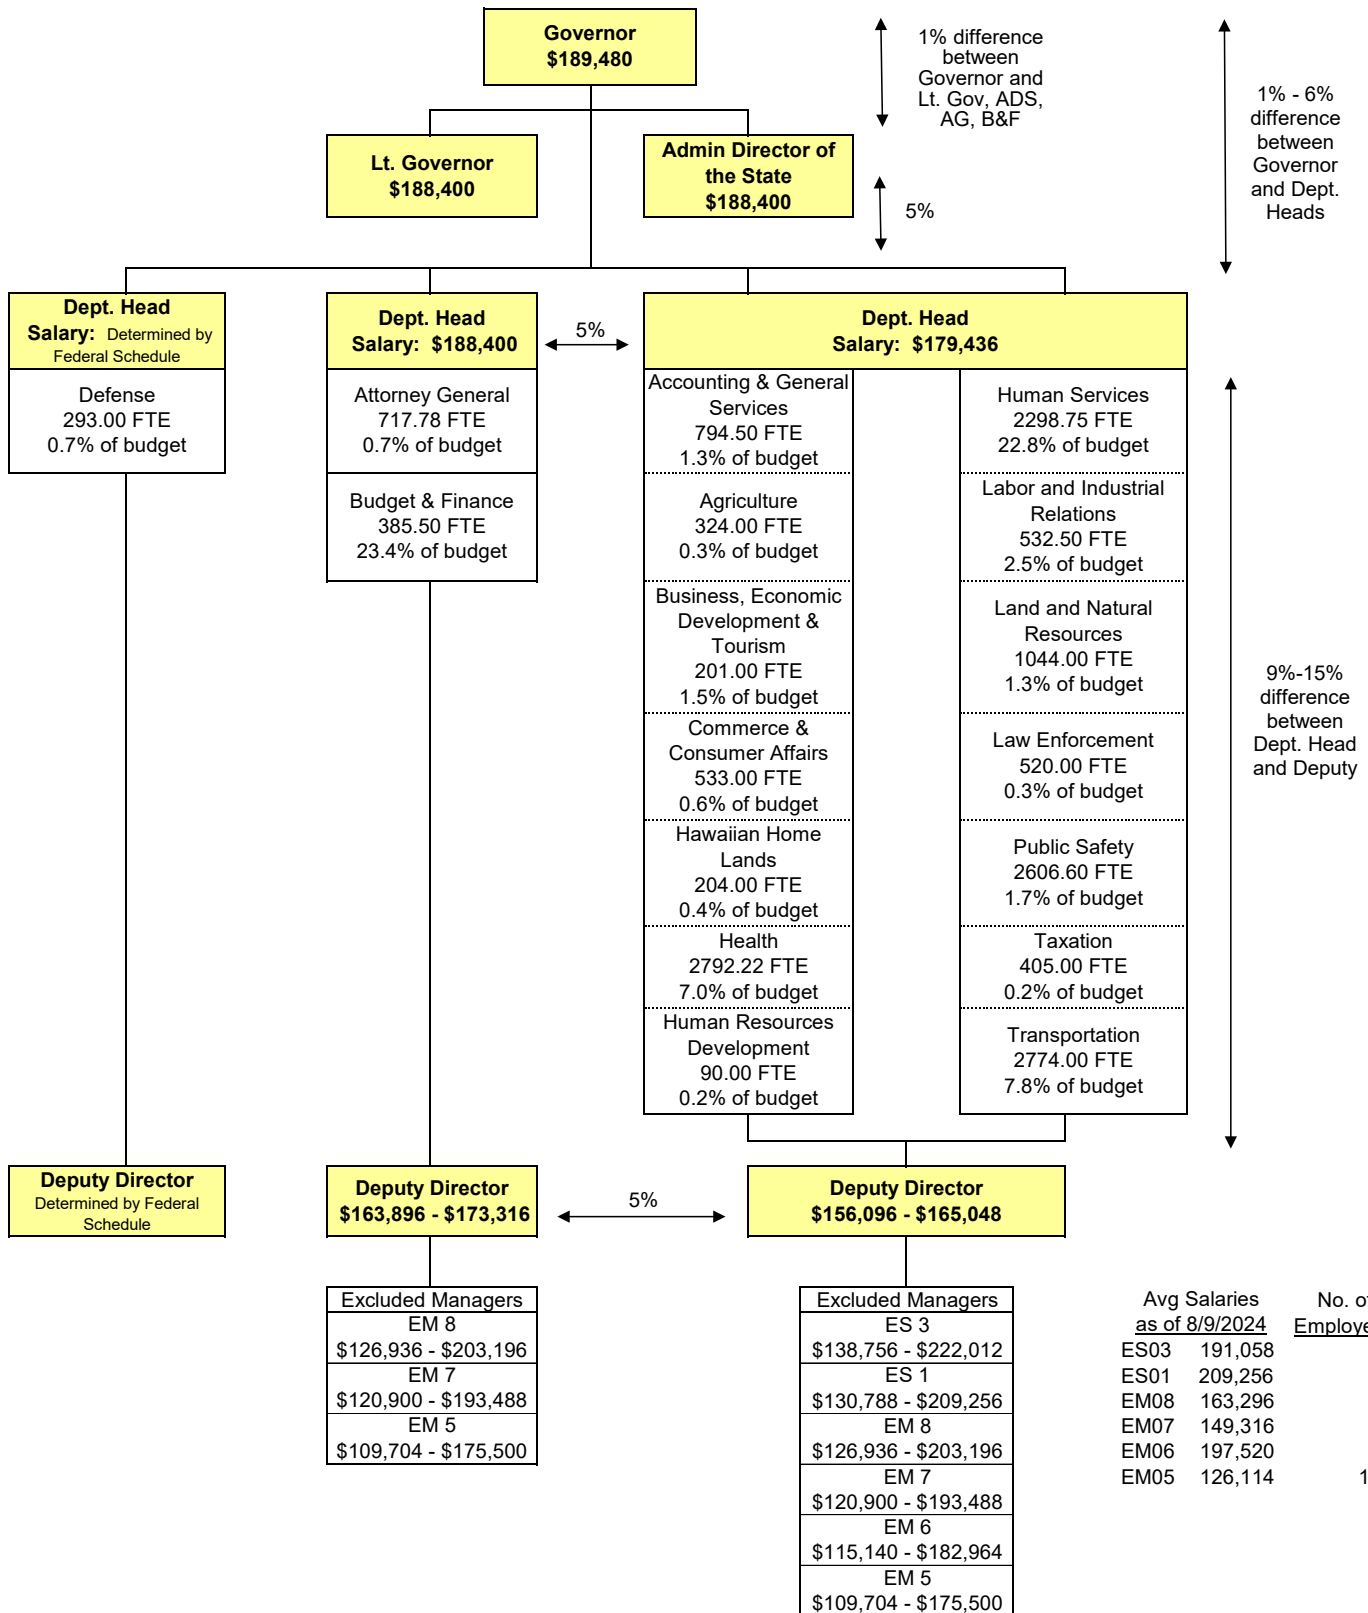 Governor
$189,480
1% difference
between
Governor and
Lt. Gov, ADS,
AG, B&F
1% - 6%
difference
between
Governor
and Dept.
Heads
Lt. Governor
$188,400
Admin Director of
the State
$188,400
5%
Dept. Head
Salary: Determined by
Federal Schedule
Defense
293.00 FTE
0.7% of budget
Dept. Head
Salary: $188,400
5%
Attorney General
717.78 FTE
0.7% of budget
Budget & Finance
385.50 FTE
23.4% of budget
Dept. Head
Salary: $179,436
Accounting & General
Services
794.50 FTE
1.3% of budget
Agriculture
324.00 FTE
0.3% of budget
Business, Economic
Development &
Tourism
201.00 FTE
1.5% of budget
Commerce &
Consumer Affairs
533.00 FTE
0.6% of budget
Hawaiian Home
Lands
204.00 FTE
0.4% of budget
Health
2792.22 FTE
7.0% of budget
Human Resources
Development
90.00 FTE
0.2% of budget
Human Services
2298.75 FTE
22.8% of budget
Labor and Industrial
Relations
532.50 FTE
2.5% of budget
Land and Natural
Resources
1044.00 FTE
1.3% of budget
Law Enforcement
520.00 FTE
0.3% of budget
Public Safety
2606.60 FTE
1.7% of budget
Taxation
405.00 FTE
0.2% of budget
Transportation
2774.00 FTE
7.8% of budget
9%-15%
difference
between
Dept. Head
and Deputy
Deputy Director
Determined by Federal
Schedule
Deputy Director
$163,896 - $173,316
5%
Deputy Director
$156,096 - $165,048
Excluded Managers
EM 8
$126,936 - $203,196
EM 7
$120,900 - $193,488
EM 5
$109,704 - $175,500
Excluded Managers
ES 3
$138,756 - $222,012
ES 1
$130,788 - $209,256
EM 8
$126,936 - $203,196
EM 7
$120,900 - $193,488
EM 6
$115,140 - $182,964
EM 5
$109,704 - $175,500
Avg Salaries No. of
as of 8/9/2024 Employe
ES03 191,058
ES01 209,256
EM08 163,296
EM07 149,316
EM06 197,520
EM05 126,114 1